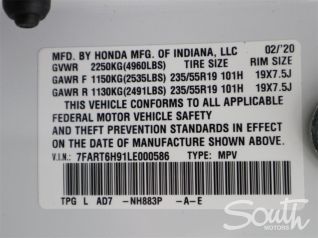 MFD. BY HONDA MFG. OF INDIANA, LLC 02/'20
GVWR 2250KG(4960LBS) TIRE SIZE RIM SIZE
GAWR F 1150KG(2535LBS) 235/55R19 101H 19X7.5J
GAWR R 1130KG(2491LBS) 235/55R19 101H 19X7.5J
THIS VEHICLE CONFORMS TO ALL APPLICABLE
FEDERAL MOTOR VEHICLE SAFETY
AND THEFT PREVENTION STANDARDS IN EFFECT
ON THE DATE OF MANUFACTURE SHOWN ABOVE.
V.I.N.: 7FART6H91LE000586 TYPE: MPV
TPG L AD7 -NH883P -A-E
South
Motors